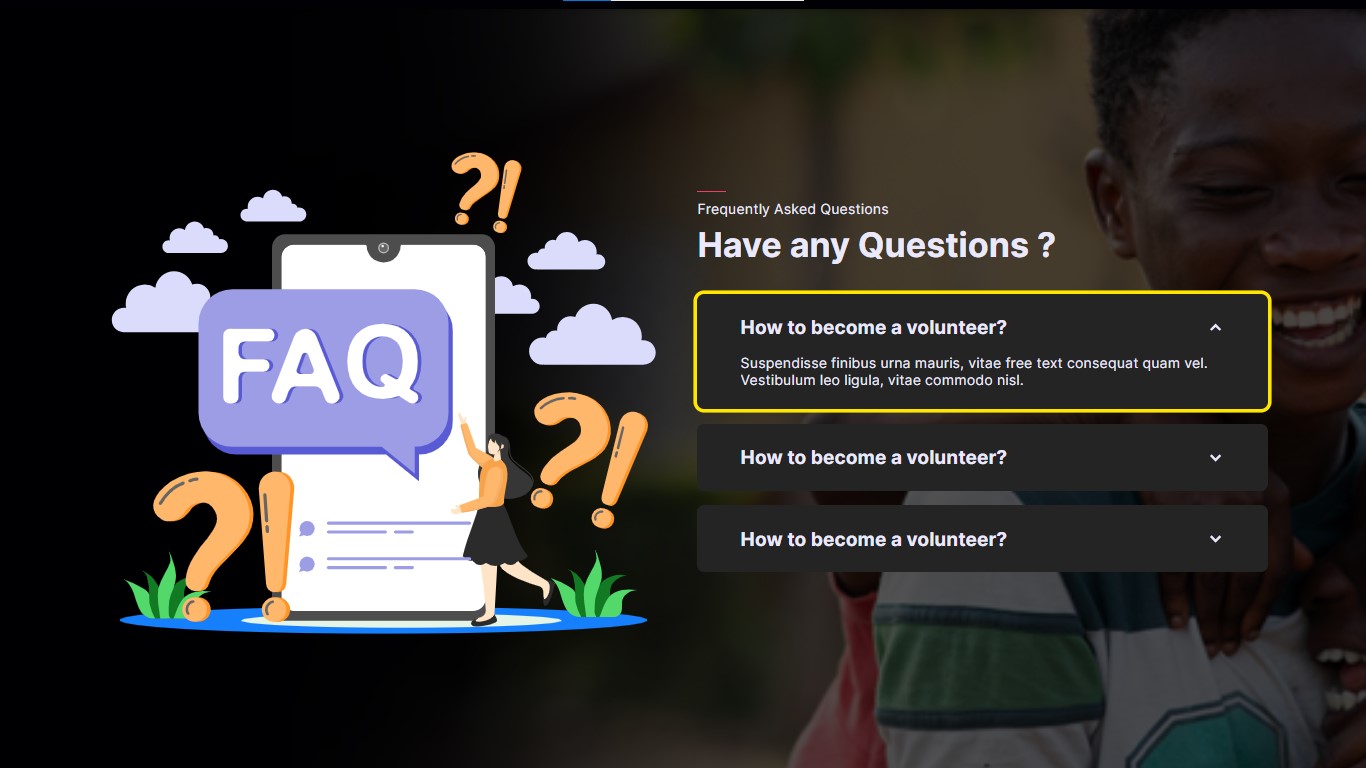 ?!
Frequently Asked Questions
Have any Questions ?
FAQ
How to become a volunteer?
Suspendisse finibus urna mauris, vitae free text consequat quam vel.
Vestibulum leo ligula, vitae commodo nisl.
?!
How to become a volunteer?
?!
How to become a volunteer?